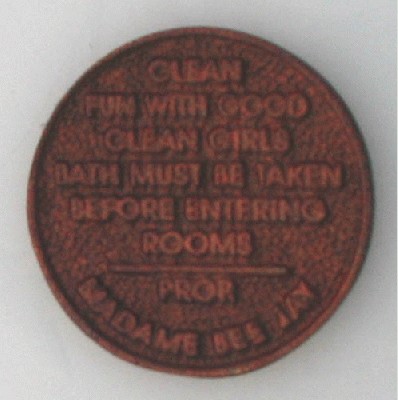 CLEAN
FUN WITH GOOD
CLEAN GIRLS
BATH MUST BE TAKEN
BEFORE ENTERING
ROOMS
PROP
MADAME BEE JAY